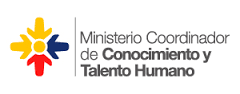 Ministerio Coordinador
de Conocimiento y
Talento Humano